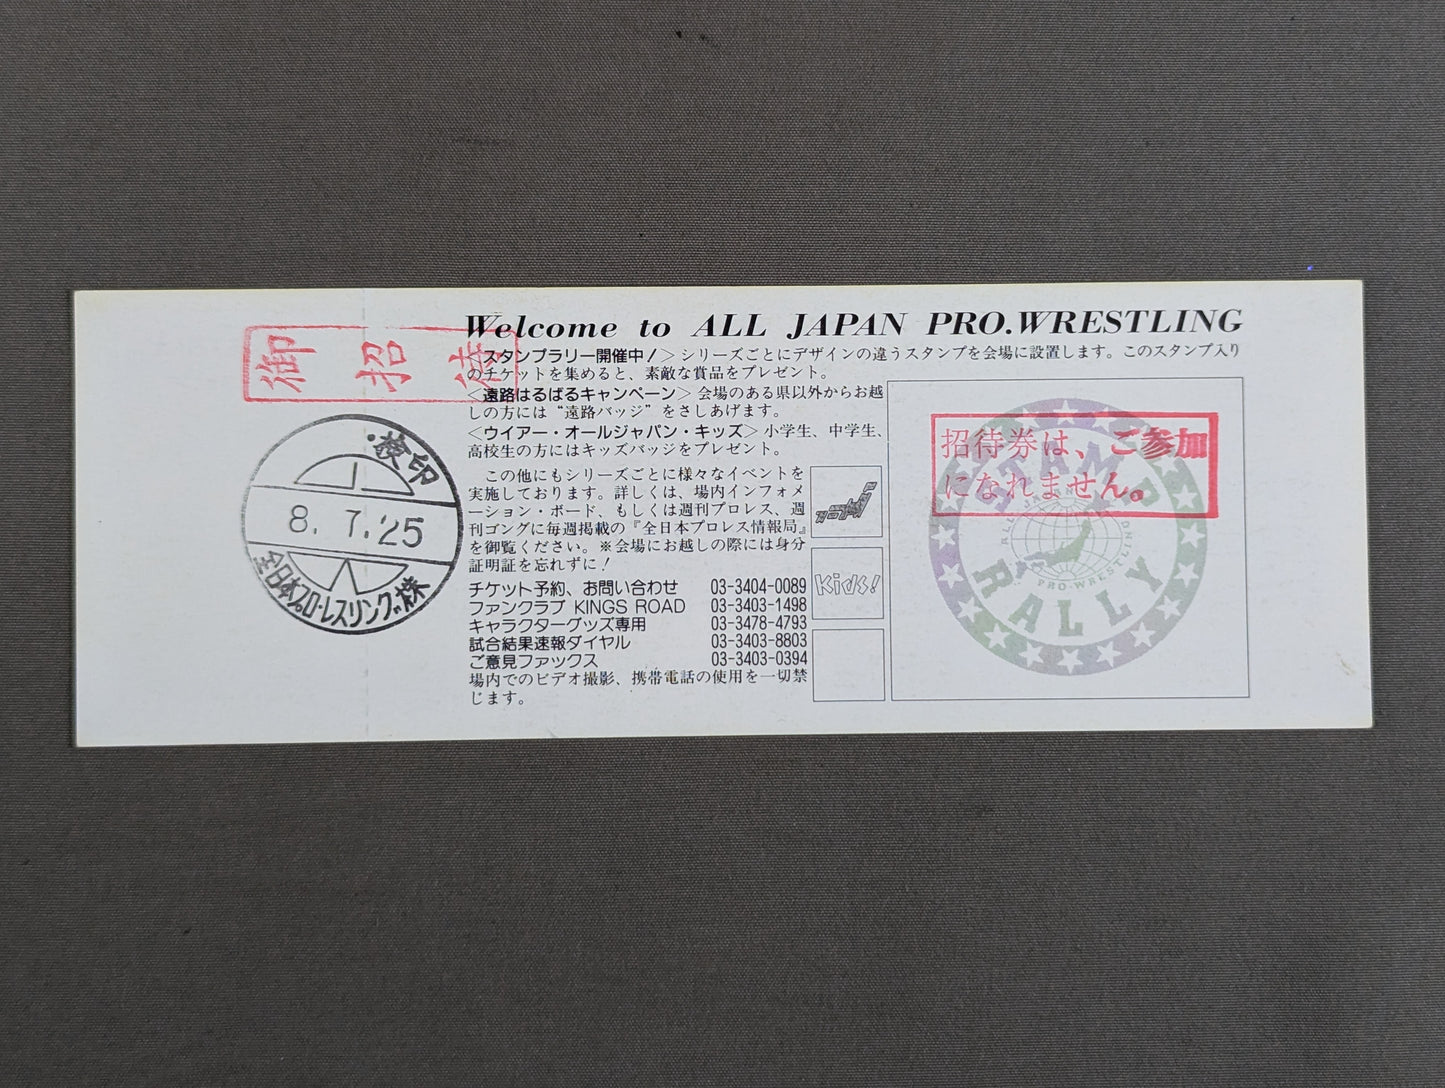 Welcome to ALL JAPAN PRO.WRESTLING
御招待
<スタンプラリー開催中!>シリーズごとにデザインの違うスタンプを会場に設置します。このスタンプ入り
のチケットを集めると、素敵な賞品をプレゼント。
<遠路はるばるキャンペーン>会場のある県以外からお越
しの方には“遠路バッジ”をさしあげます。
<ウイアー・オールジャパン・キッズ>小学生、中学生、
高校生の方にはキッズバッジをプレゼント。
この他にもシリーズごとに様々なイベントを
実施しております。詳しくは、場内インフォメ
ーション・ボード、もしくは週刊プロレス、週
刊ゴングに毎週掲載の『全日本プロレス情報局』
を御覧ください。※会場にお越しの際には身分
証明証を忘れずに!
チケット予約、お問い合わせ 03-3404-0089
ファンクラブ KINGS ROAD 03-3403-1498
キャラクターグッズ専用 03-3478-4793
試合結果速報ダイヤル 03-3403-8803
ご意見ファックス 03-3403-0394
場内でのビデオ撮影、携帯電話の使用を一切禁
じます。
検印
8.7.25
全日本プロ・レスリング(株)
Kids!
招待券は、ご参加
になれません。
STAMP
ALL JAPAN
PRO-WRESTLING
RALLY